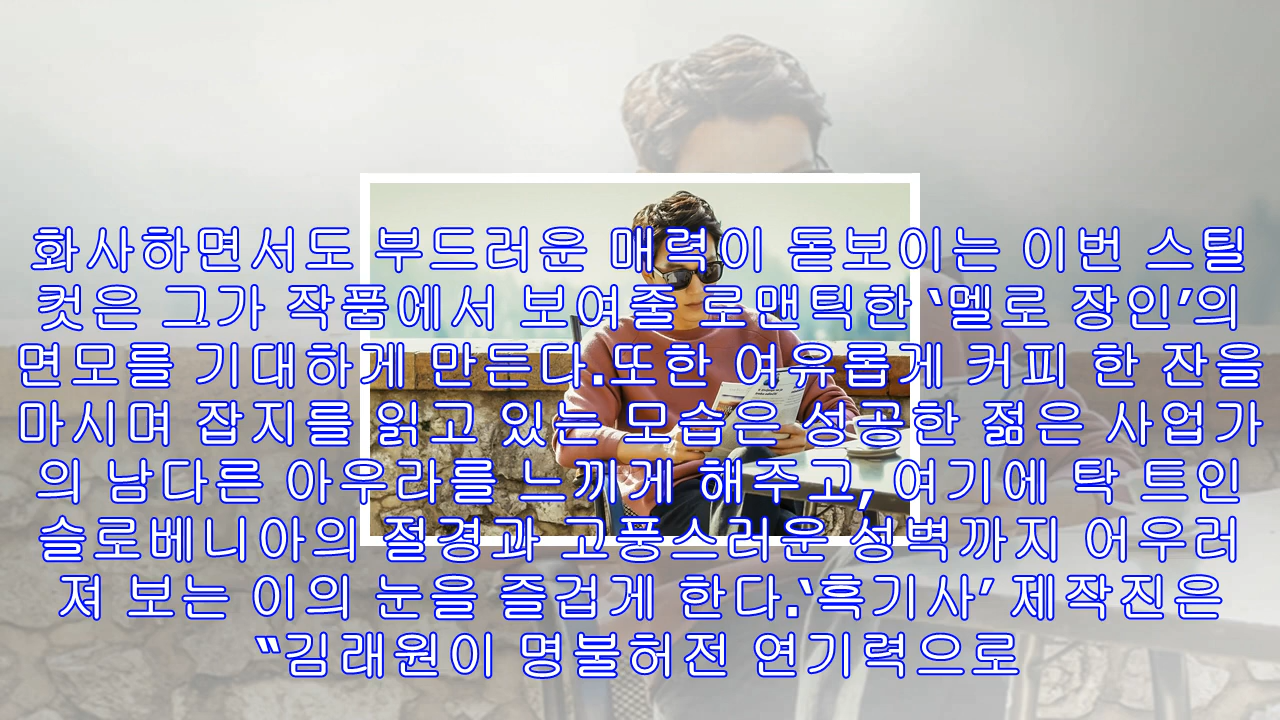 화사하면서도 부드러운 매력이 돋보이는 이번 스틸
컷은 그가 작품에서 보여줄 로맨틱한 ‘멜로 장인’의
면모를 기대하게 만든다.또한 여유롭게 커피 한 잔을
마시며 잡지를 읽고 있는 모습은 성공한 젊은 사업가
의 남다른 아우라를 느끼게 해주고, 여기에 탁 트인
슬로베니아의 절경과 고풍스러운 성벽까지 어우러
져 보는 이의 눈을 즐겁게 한다.‘흑기사’ 제작진은
“김래원이 명불허전 연기력으로